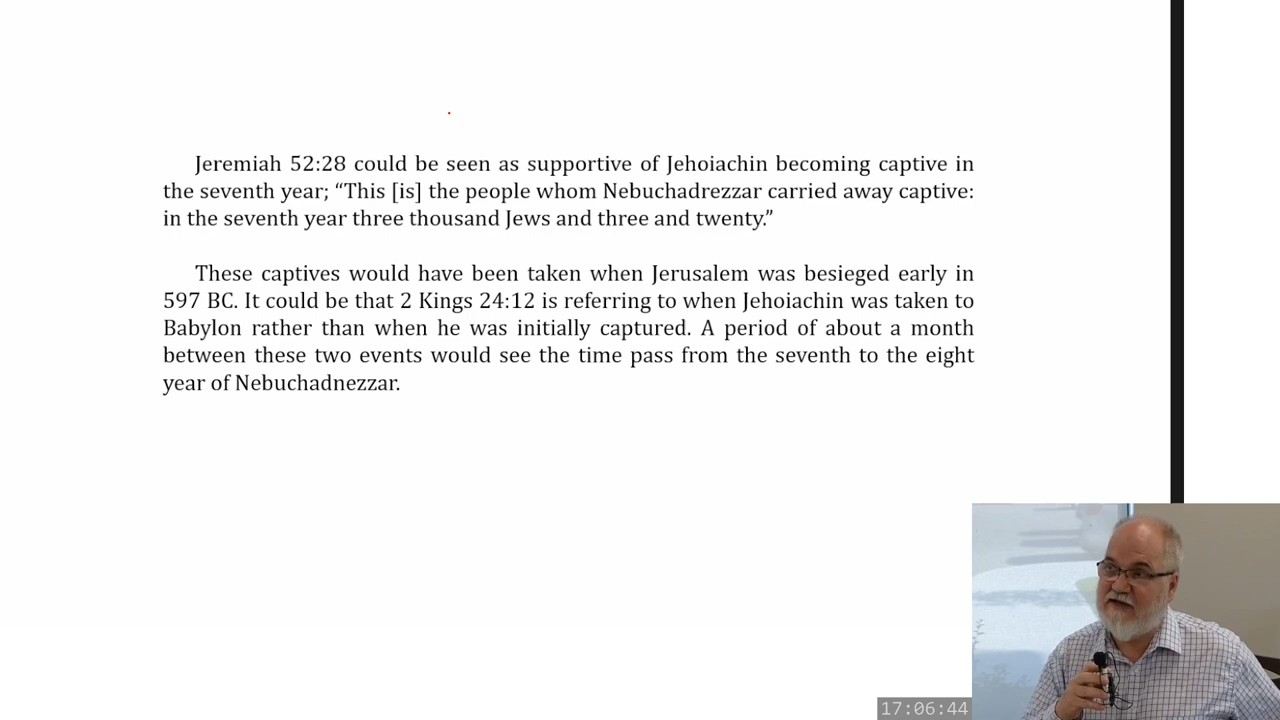 Jeremiah 52:28 could be seen as supportive of Jehoiachin becoming captive in
the seventh year; “This [is] the people whom Nebuchadrezzar carried away captive:
in the seventh year three thousand Jews and three and twenty.”
These captives would have been taken when Jerusalem was besieged early in
597 BC. It could be that 2 Kings 24:12 is referring to when Jehoiachin was taken to
Babylon rather than when he was initially captured. A period of about a month
between these two events would see the time pass from the seventh to the eight
year of Nebuchadnezzar.
17:06:44